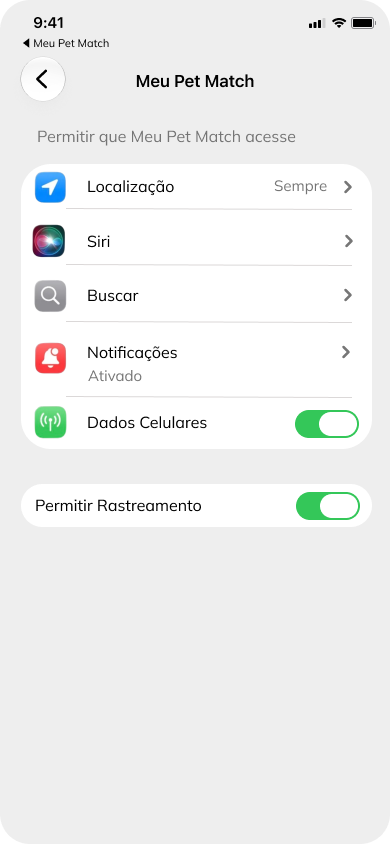 9:41
Meu Pet Match
Meu Pet Match
Permitir que Meu Pet Match acesse
Localização Sempre
Siri
Buscar
Notificações
Ativado
Dados Celulares
Permitir Rastreamento